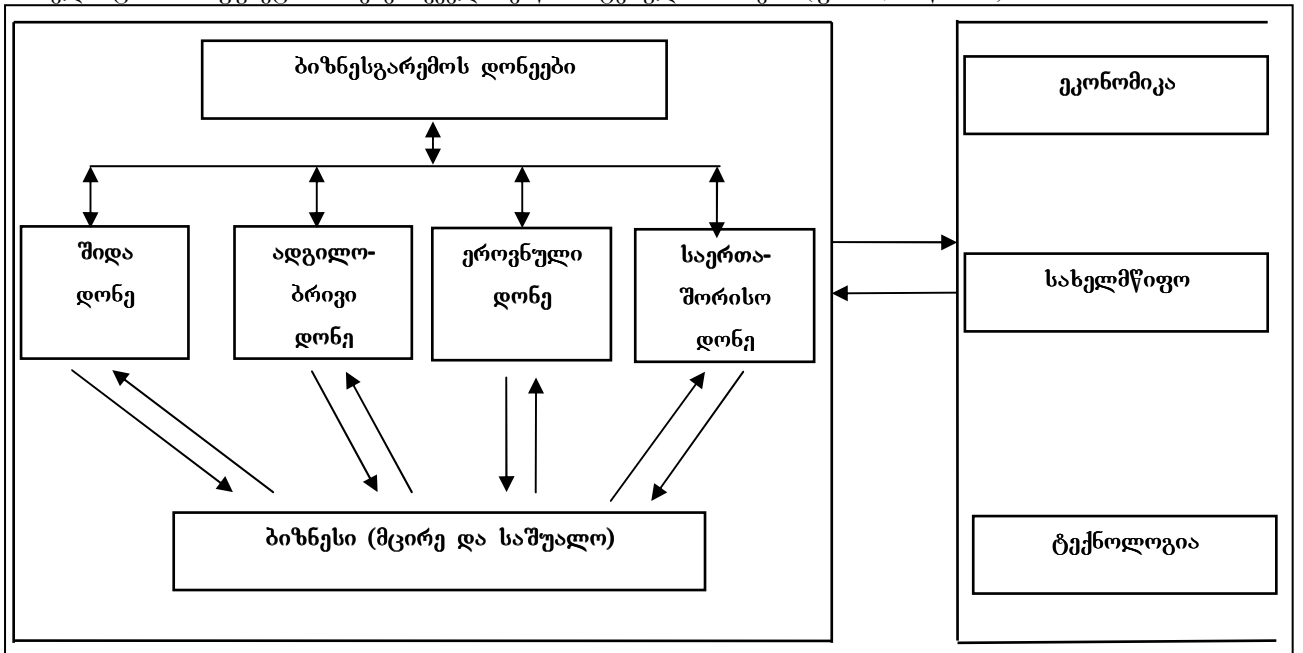 ბიზნესგარემოს დონეები
ეკონომიკა
შიდა
დონე
ადგილო-
ბრივი
დონე
ეროვნული
დონე
საერთა-
შორისო
დონე
სახელმწიფო
ბიზნესი (მცირე და საშუალო)
ტექნოლოგია